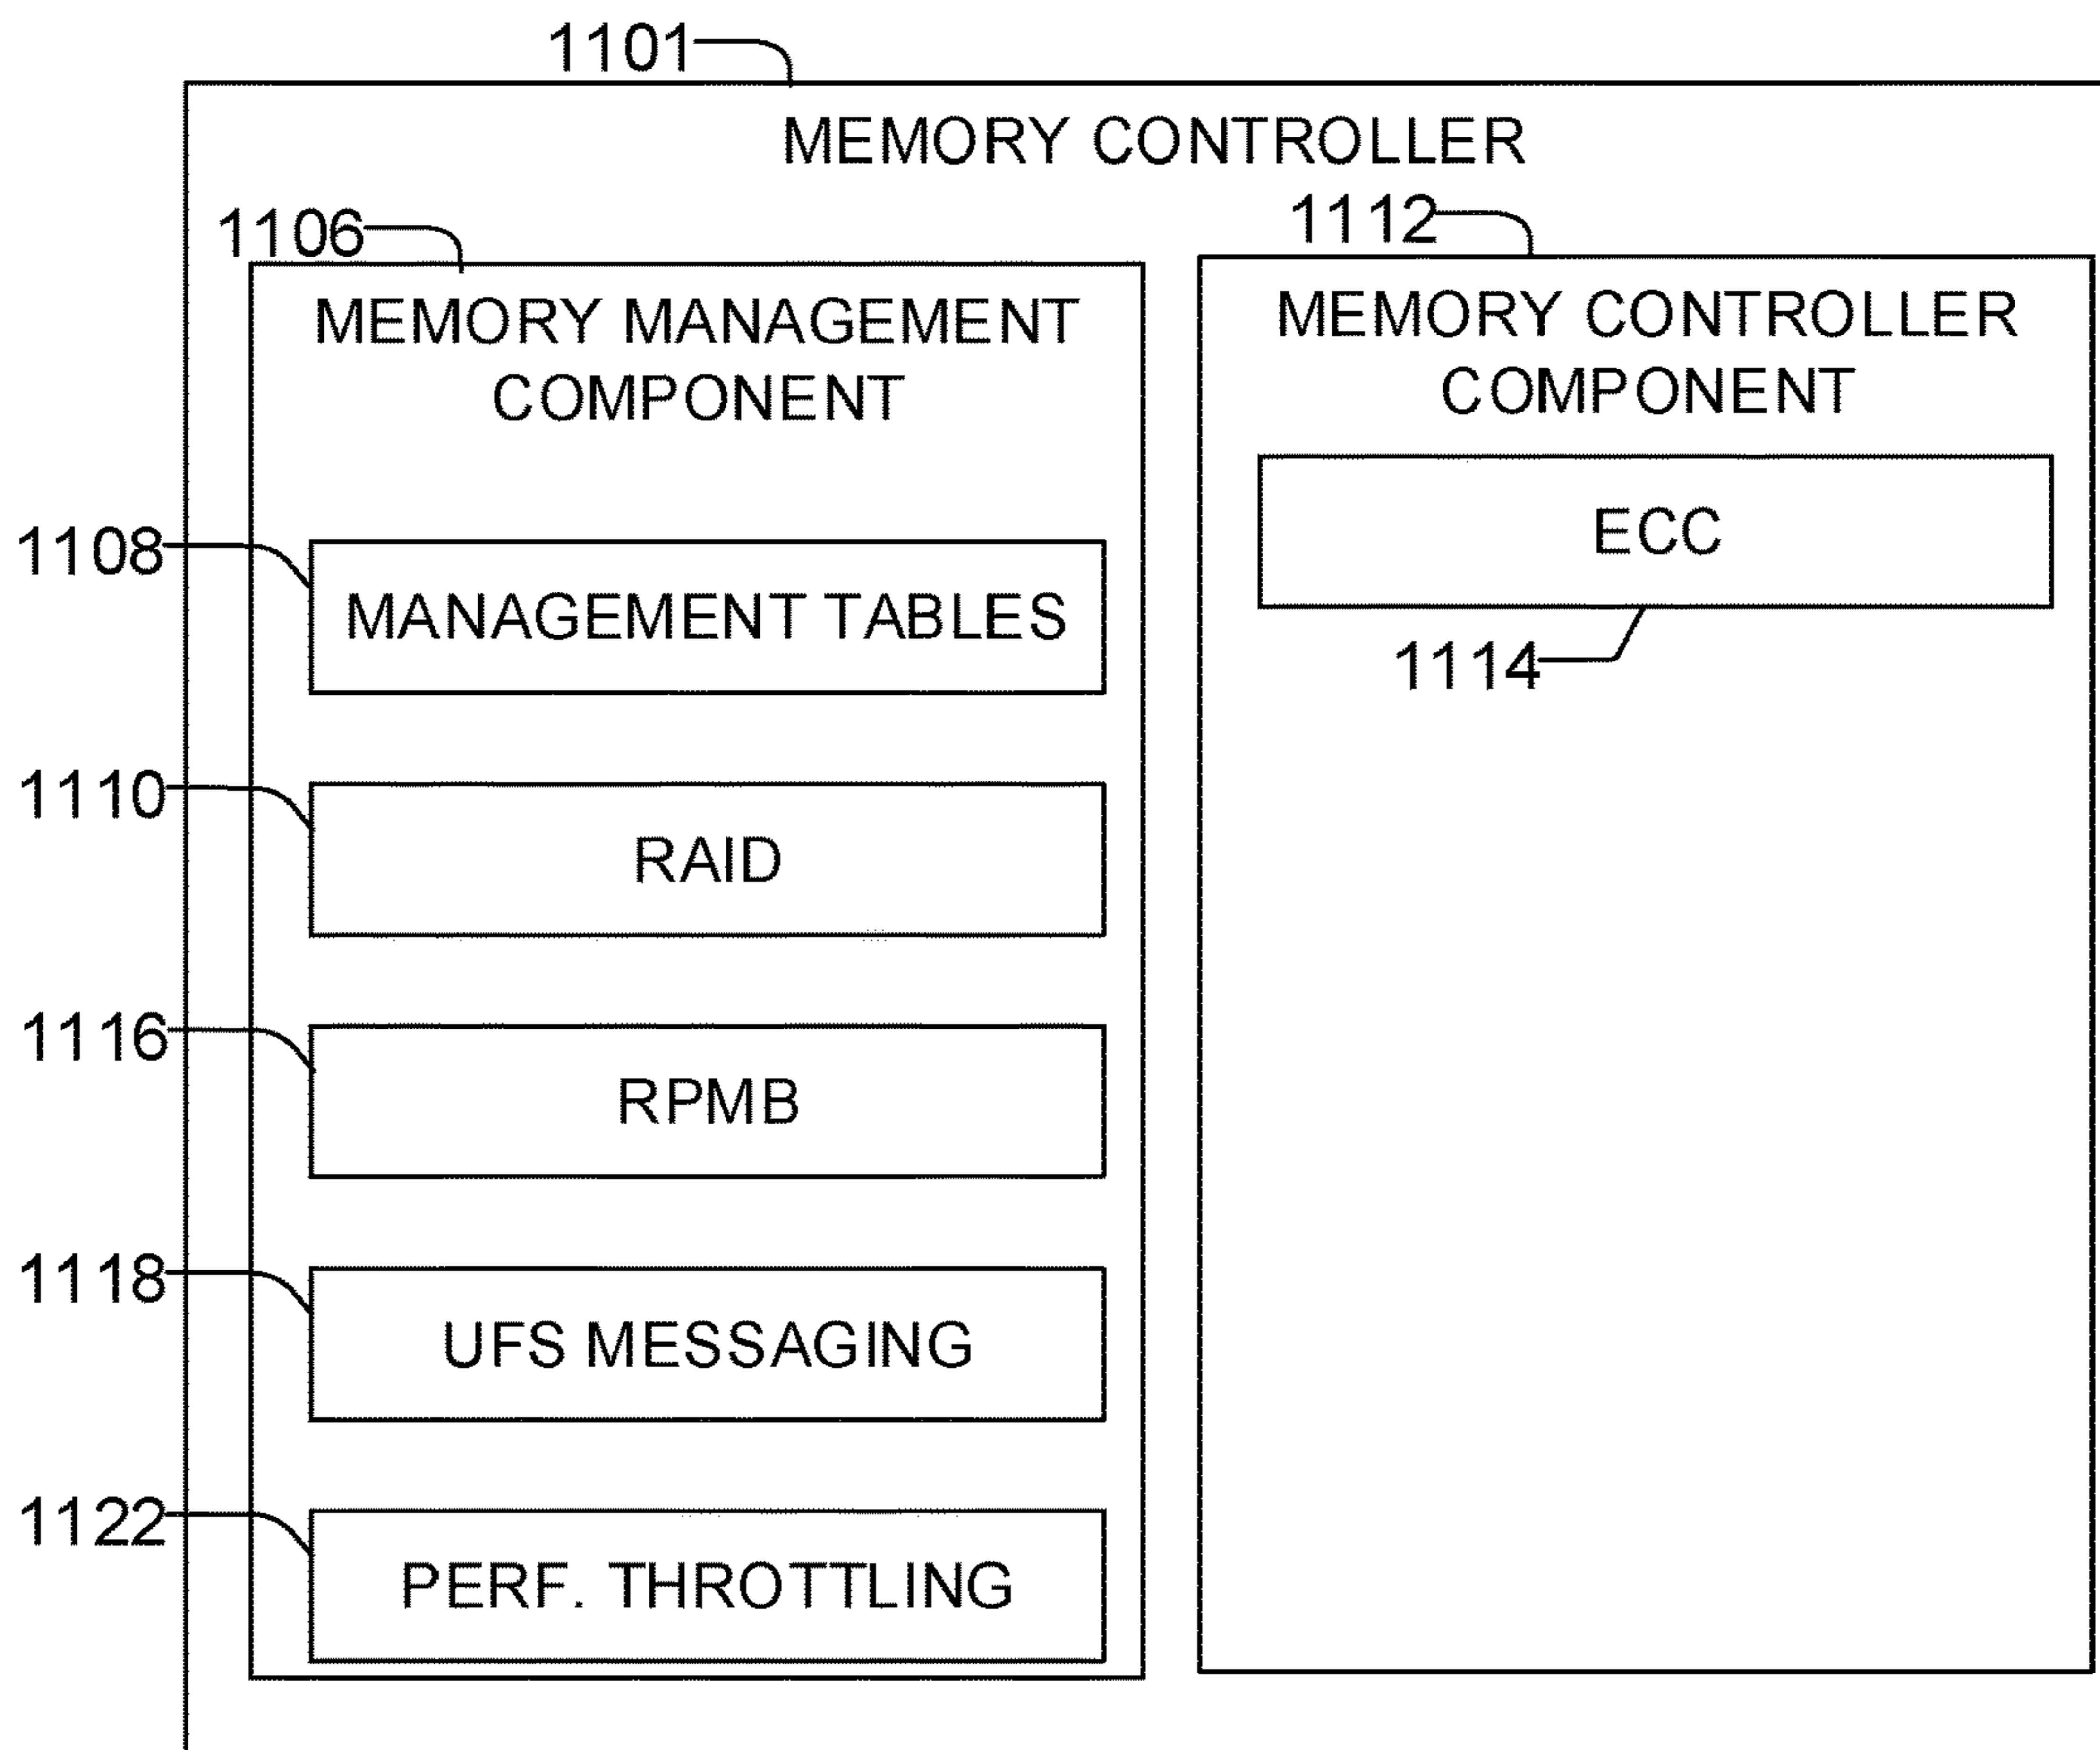 1101
MEMORY CONTROLLER
1106
MEMORY MANAGEMENT
COMPONENT
1108
MANAGEMENT TABLES
1110
RAID
1116
RPMB
1118
UFS MESSAGING
1122
PERF. THROTTLING
1112
MEMORY CONTROLLER
COMPONENT
ECC
1114